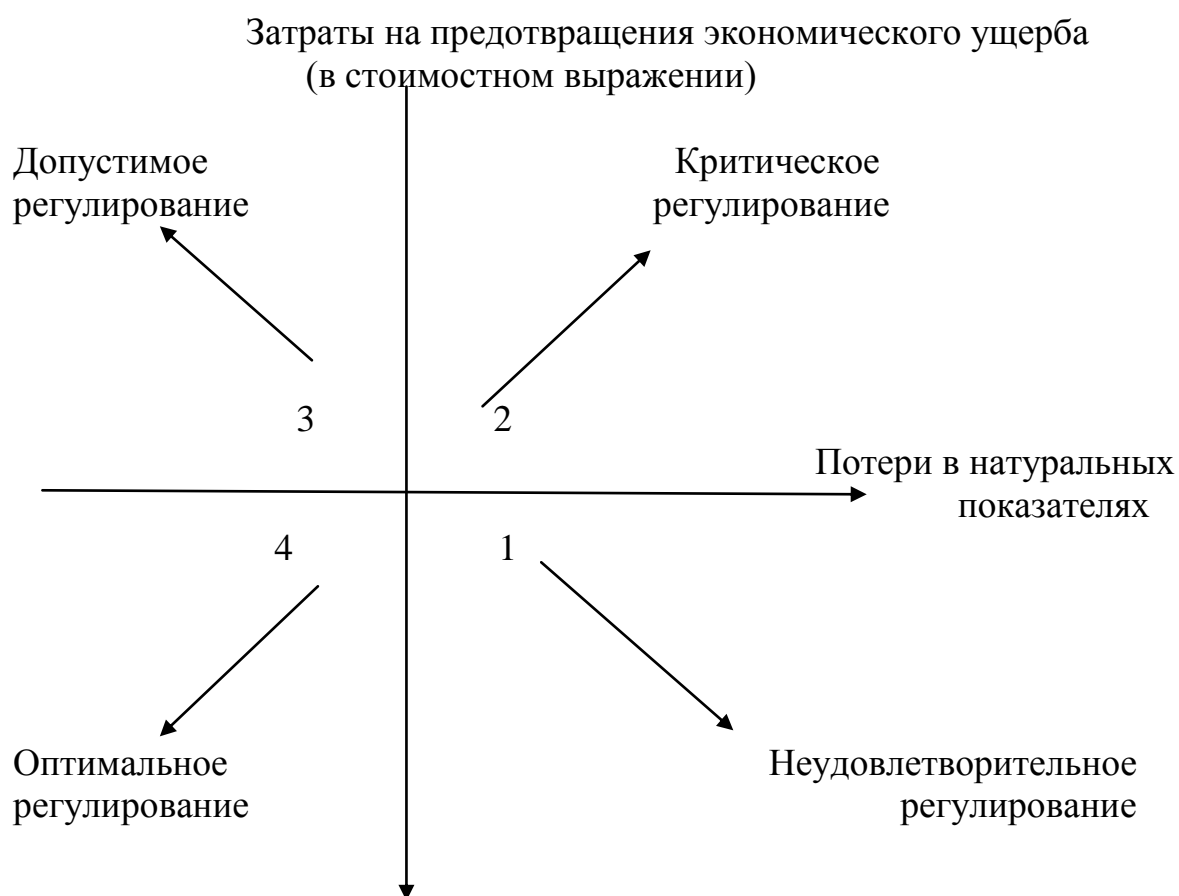 Затраты на предотвращения экономического ущерба
(в стоимостном выражении)
Допустимое
регулирование
Критическое
регулирование
3
2
Потери в натуральных
показателях
4
1
Оптимальное
регулирование
Неудовлетворительное
регулирование